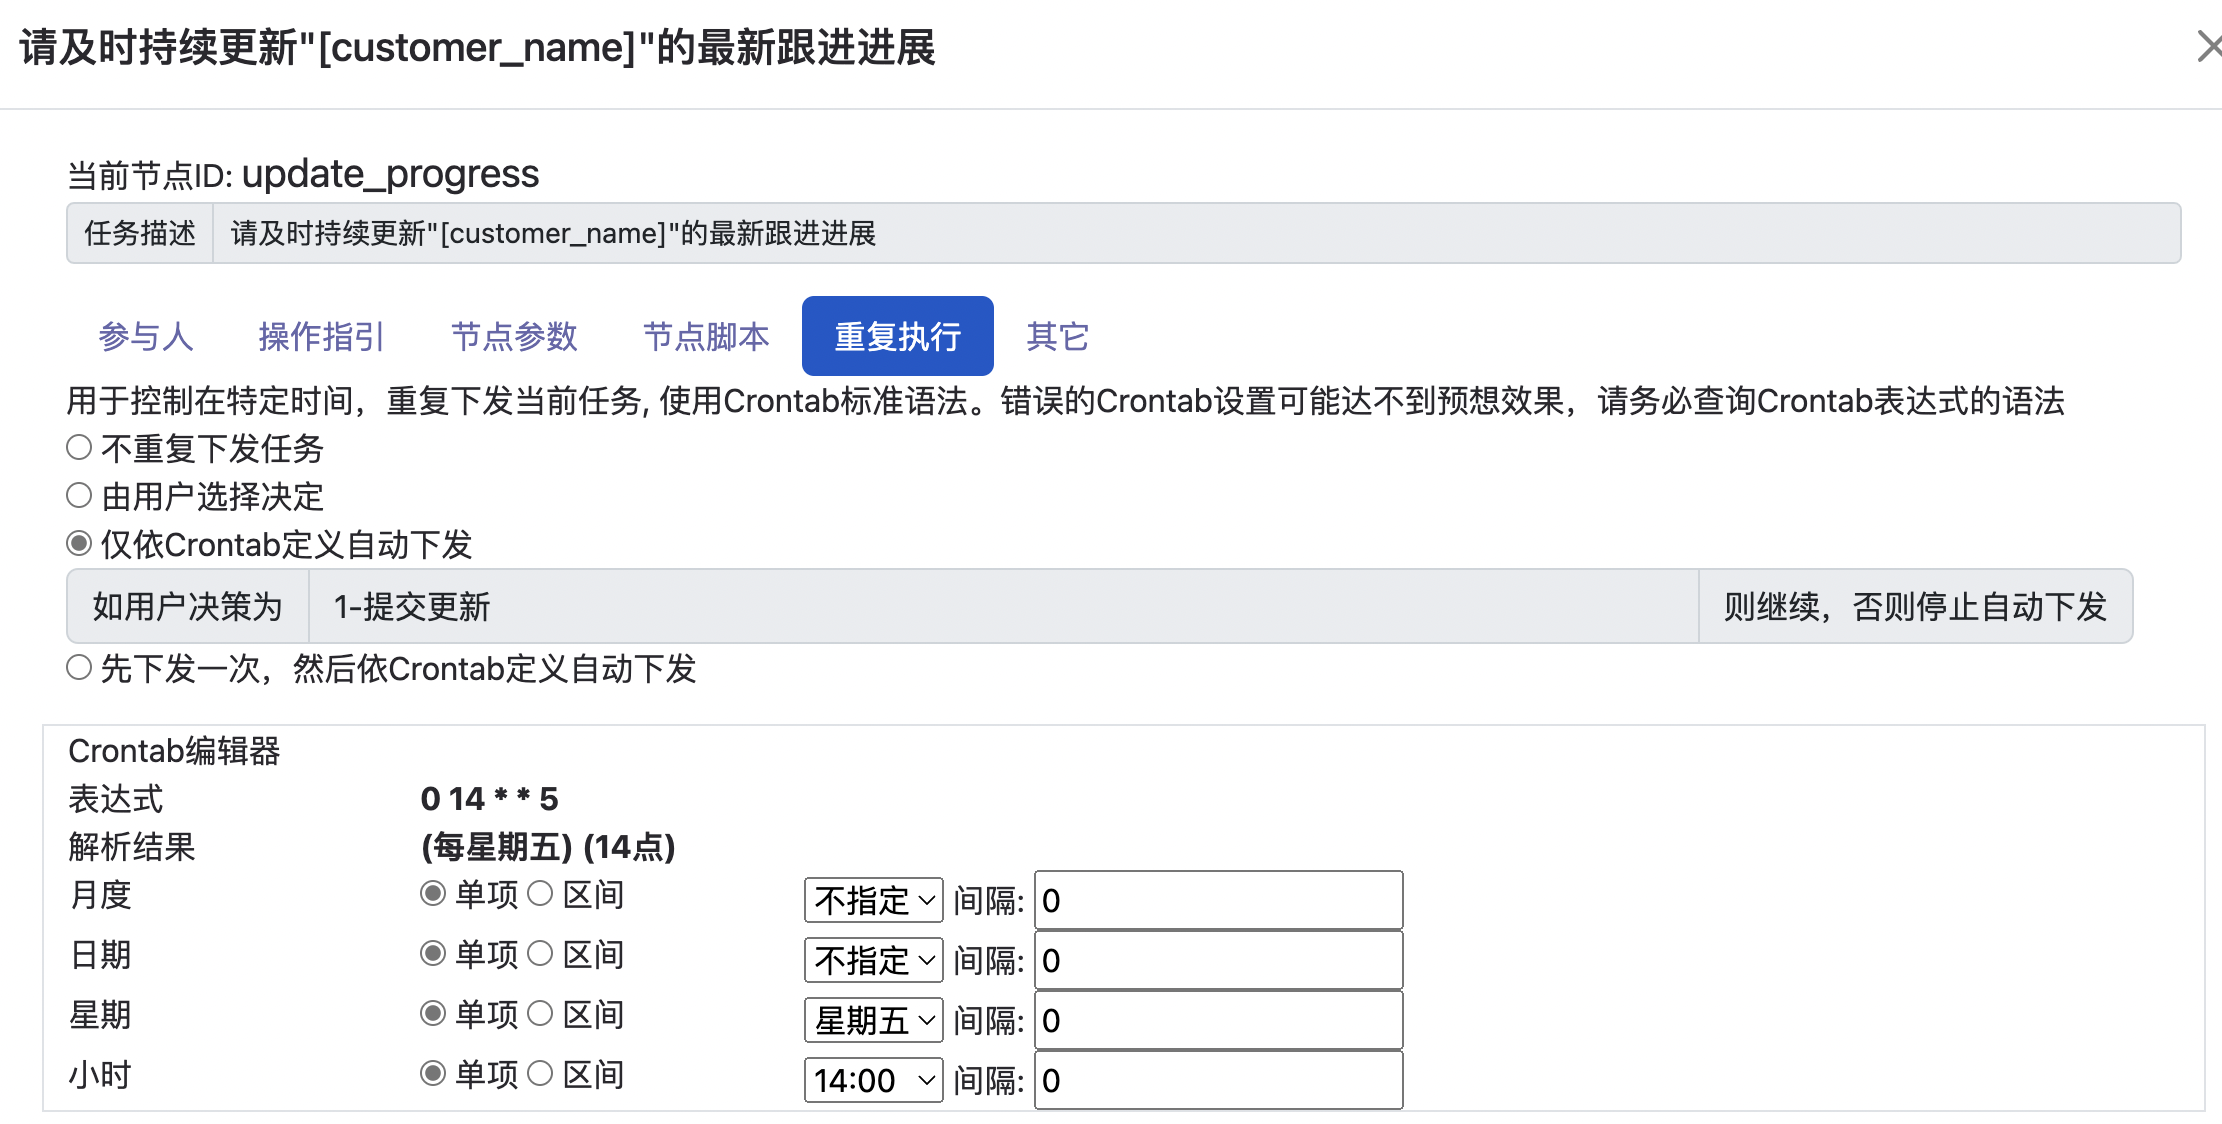 请及时持续更新"[customer_name]"的最新跟进进展
当前节点ID: update_progress
任务描述 请及时持续更新"[customer_name]"的最新跟进进展
参与人 操作指引 节点参数 节点脚本 重复执行 其它
用于控制在特定时间，重复下发当前任务, 使用Crontab标准语法。错误的Crontab设置可能达不到预想效果，请务必查询Crontab表达式的语法
不重复下发任务
由用户选择决定
仅依Crontab定义自动下发
如用户决策为 1-提交更新 则继续，否则停止自动下发
先下发一次，然后依Crontab定义自动下发
Crontab编辑器
表达式 0 14 * * 5
解析结果 (每星期五) (14点)
月度 单项 区间 不指定 间隔: 0
日期 单项 区间 不指定 间隔: 0
星期 单项 区间 星期五 间隔: 0
小时 单项 区间 14:00 间隔: 0